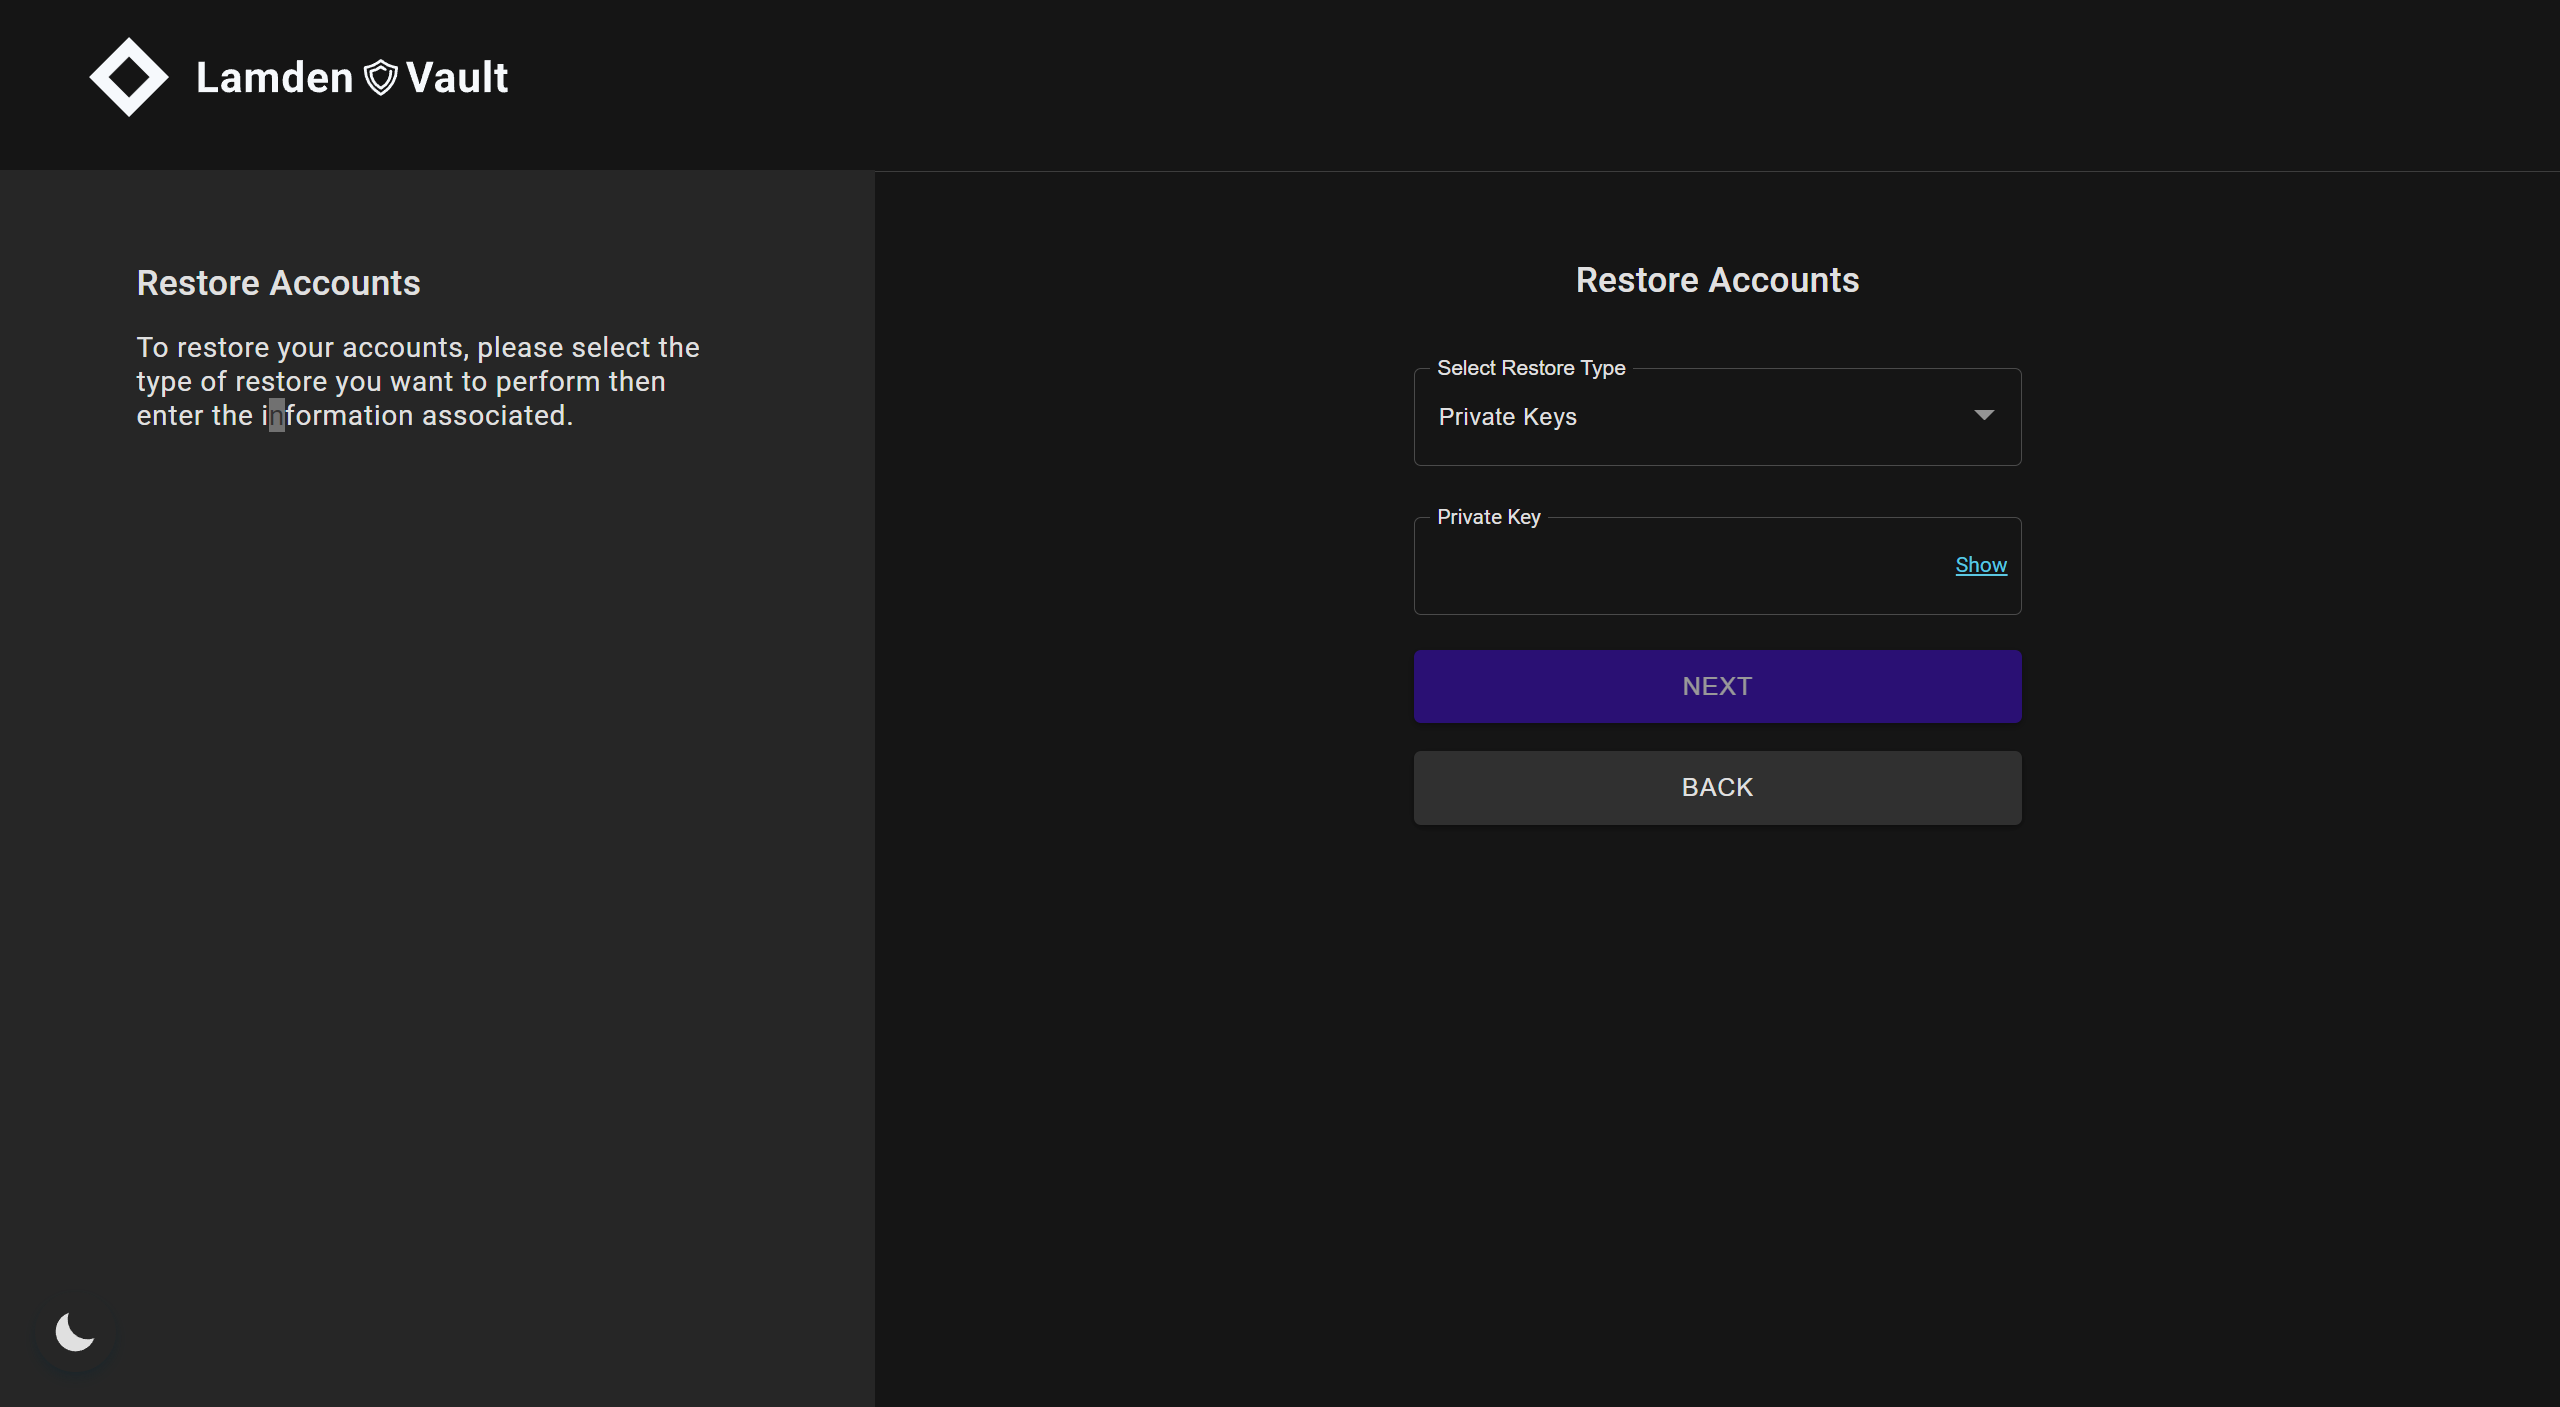 Lamden Vault
Restore Accounts
To restore your accounts, please select the
type of restore you want to perform then
enter the information associated.
Restore Accounts
Select Restore Type
Private Keys
Private Key
Show
NEXT
BACK